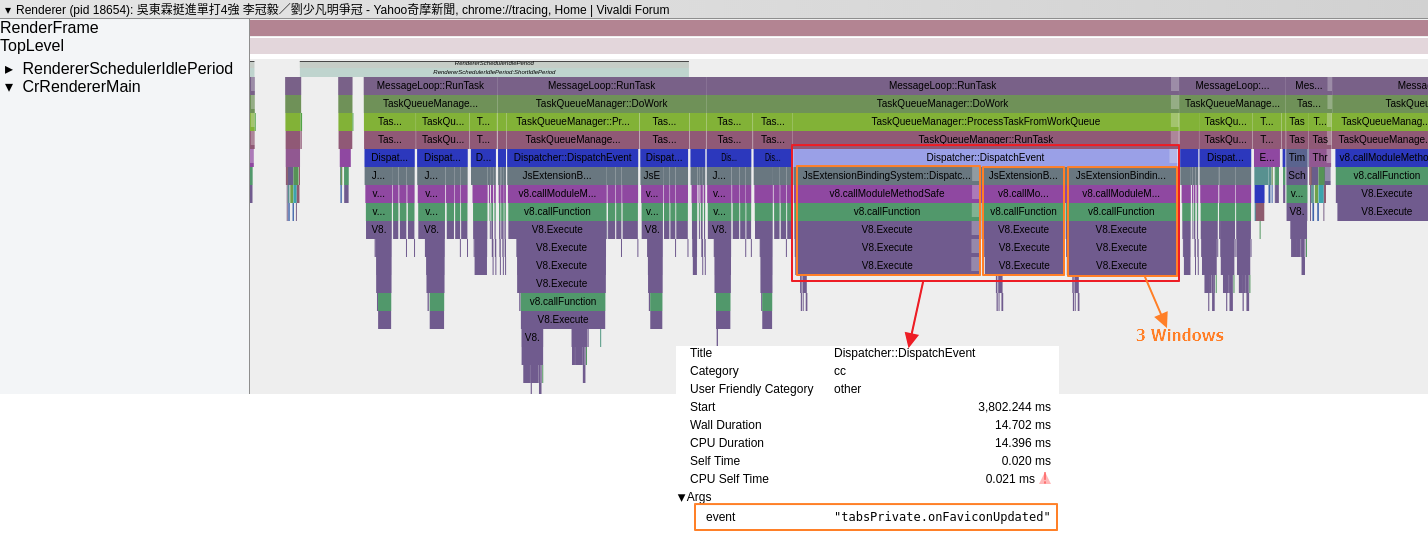 ▼ Renderer (pid 18654): 吳東霖挺進單打4強 李冠毅／劉少凡明爭冠 - Yahoo奇摩新聞, chrome://tracing, Home | Vivaldi Forum
RenderFrame
TopLevel
► RendererSchedulerIdlePeriod
RendererSchedulerIdlePeriod
RendererSchedulerIdlePeriod:ShortIdlePeriod
▼ CrRendererMain
MessageLoop::RunTask MessageLoop::RunTask MessageLoop::RunTask MessageLoop:... Mes... Messa
TaskQueueManage... TaskQueueManager::DoWork TaskQueueManager::DoWork TaskQueueManage... Tas... TaskQu
Tas... TaskQu... T... TaskQueueManager::Pr... Tas... Tas... Tas... TaskQueueManager::ProcessTaskFromWorkQueue TaskQu... T... Tas T... TaskQueueManag...
Tas... TaskQu... T... TaskQueueManage... Tas... Tas... Tas... TaskQueueManager::RunTask TaskQu... T... Tas Tas TaskQueueManage...
Dispat... Dispat... D... Dispatcher::DispatchEvent Dispat... Dis... Dis.. Dispatcher::DispatchEvent Dispat... E... Tim Thr v8.callModuleMetho
J... J... JsExtensionB... JsE J... JsExtensionBindingSystem::Dispatc... JsExtensionB... JsExtensionBindin... Sch v8.callFunction
v... v... v8.callModuleM... v... v... v8.callModuleMethodSafe v8.callMo... v8.callModuleM... v... V8.Execute
v... v... v8.callFunction v... v... v8.callFunction v8.callFunction v8.callFunction V8. V8.Execute
V8. V8. V8.Execute V8. V8. V8.Execute V8.Execute V8.Execute
V8.Execute V8.Execute V8.Execute V8.Execute
V8.Execute V8.Execute V8.Execute V8.Execute
V8.Execute
v8.callFunction
V8.Execute
V8.
3 Windows
Title Dispatcher::DispatchEvent
Category cc
User Friendly Category other
Start 3,802.244 ms
Wall Duration 14.702 ms
CPU Duration 14.396 ms
Self Time 0.020 ms
CPU Self Time 0.021 ms
▼Args
event "tabsPrivate.onFaviconUpdated"